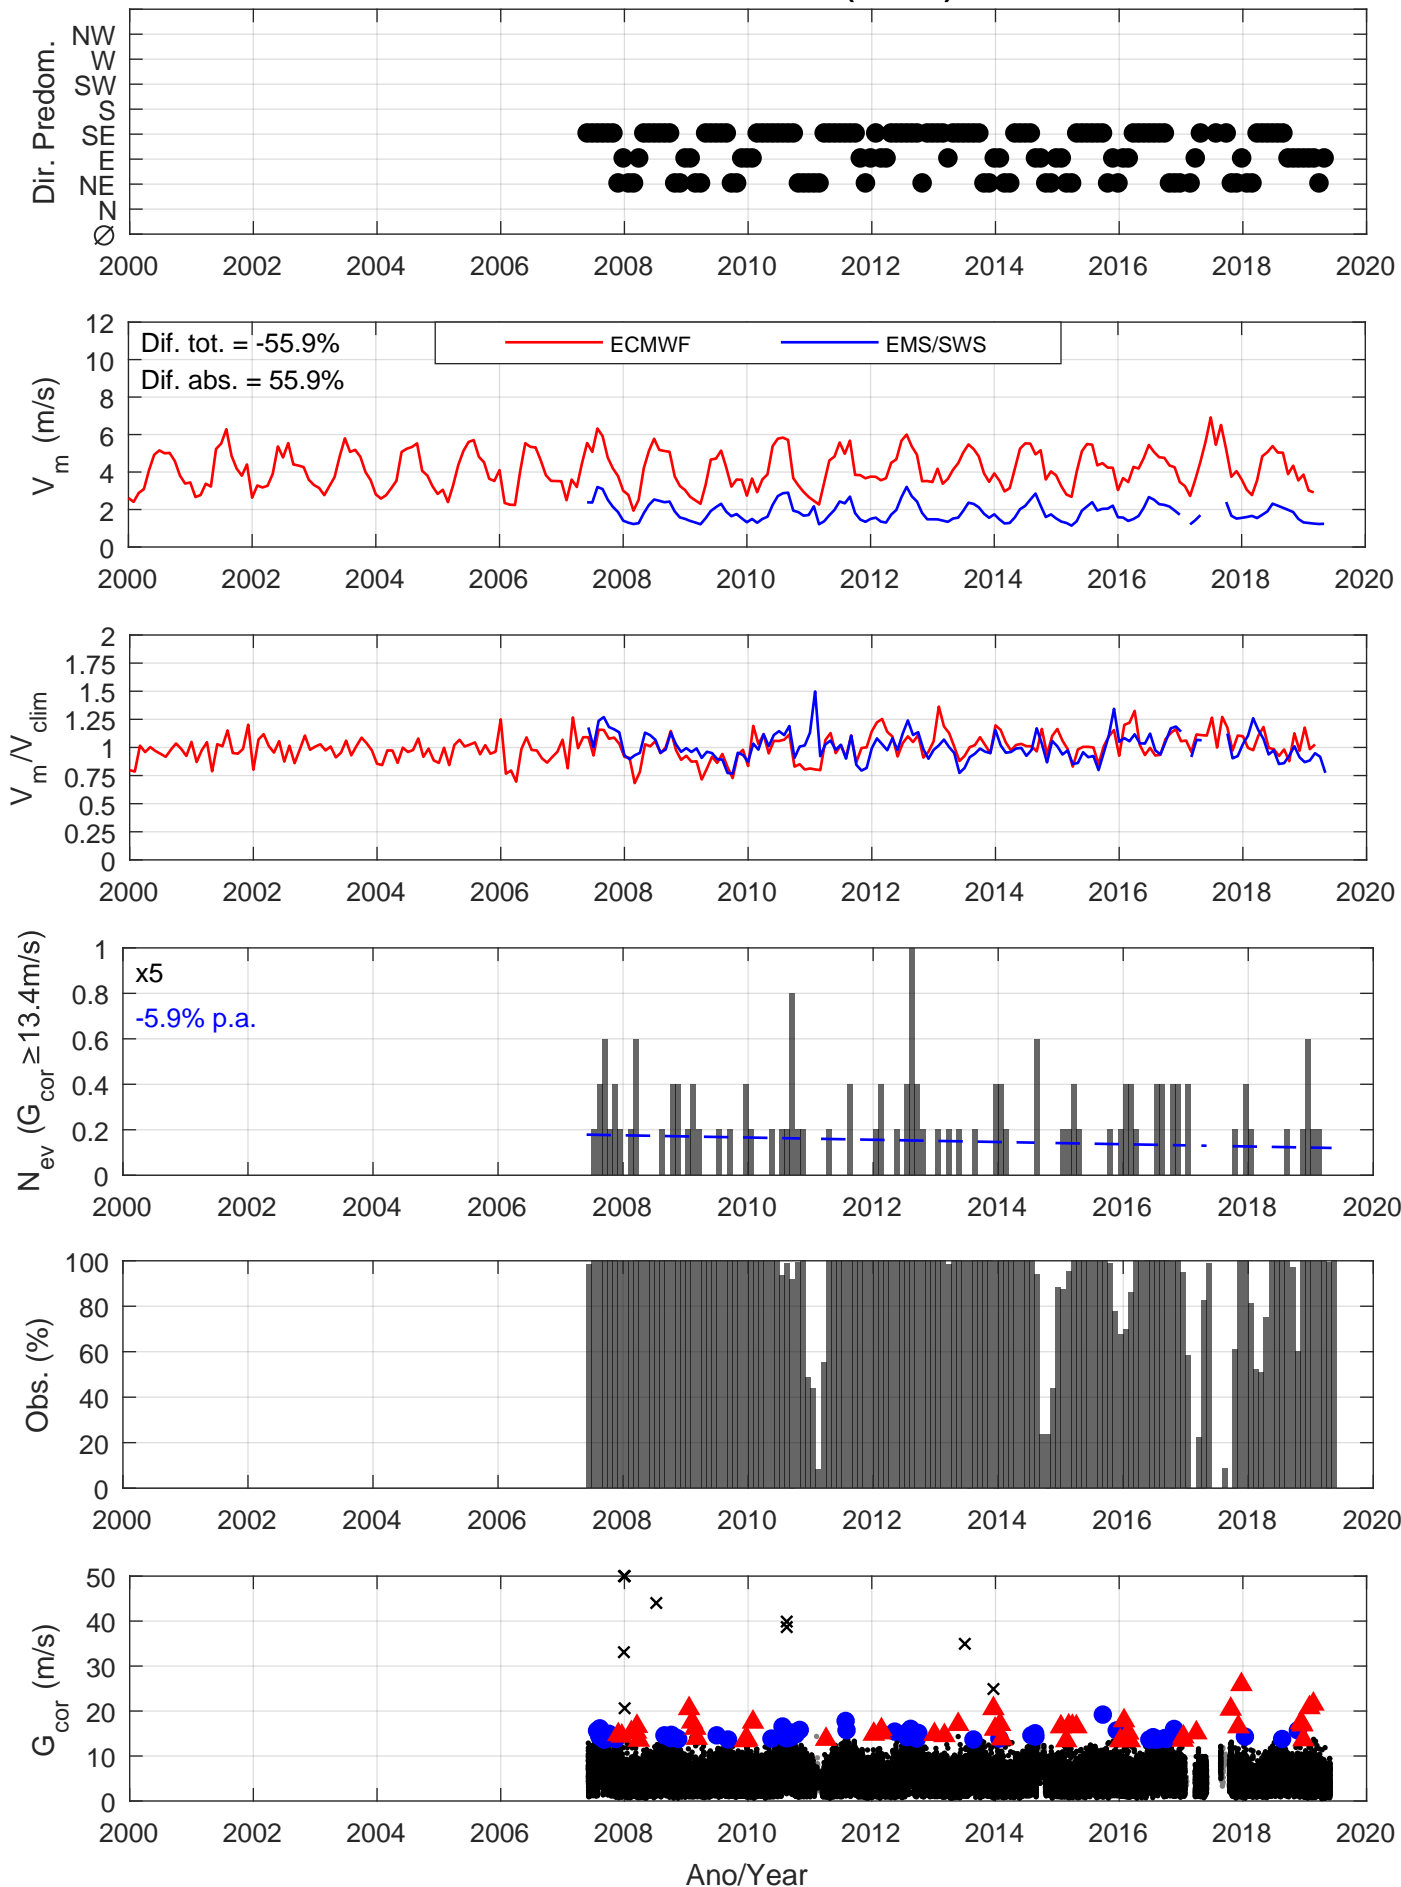 NW
W
SW
S
SE
E
NE
N
Ø
Dir. Predom.
2000 2002 2004 2006 2008 2010 2012 2014 2016 2018 2020
12
10
8
6
4
2
0
V_m (m/s)
Dif. tot. = -55.9%
Dif. abs. = 55.9%
ECMWF
EMS/SWS
2000 2002 2004 2006 2008 2010 2012 2014 2016 2018 2020
2
1.75
1.5
1.25
1
0.75
0.5
0.25
0
V_m/V_clim
2000 2002 2004 2006 2008 2010 2012 2014 2016 2018 2020
1
0.8
0.6
0.4
0.2
0
N_ev (G_cor ≥13.4m/s)
x5
-5.9% p.a.
2000 2002 2004 2006 2008 2010 2012 2014 2016 2018 2020
100
80
60
40
20
0
Obs. (%)
2000 2002 2004 2006 2008 2010 2012 2014 2016 2018 2020
50
40
30
20
10
0
G_cor (m/s)
2000 2002 2004 2006 2008 2010 2012 2014 2016 2018 2020
Ano/Year